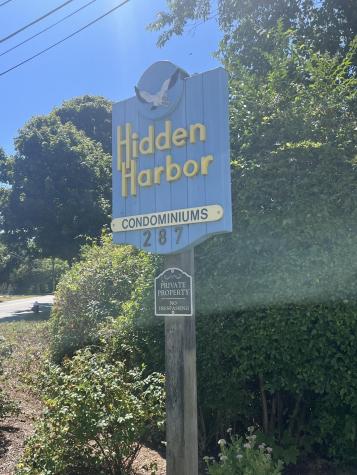 Hidden
Harbor
CONDOMINIUMS
287
PRIVATE
PROPERTY
NO
TRESPASSING